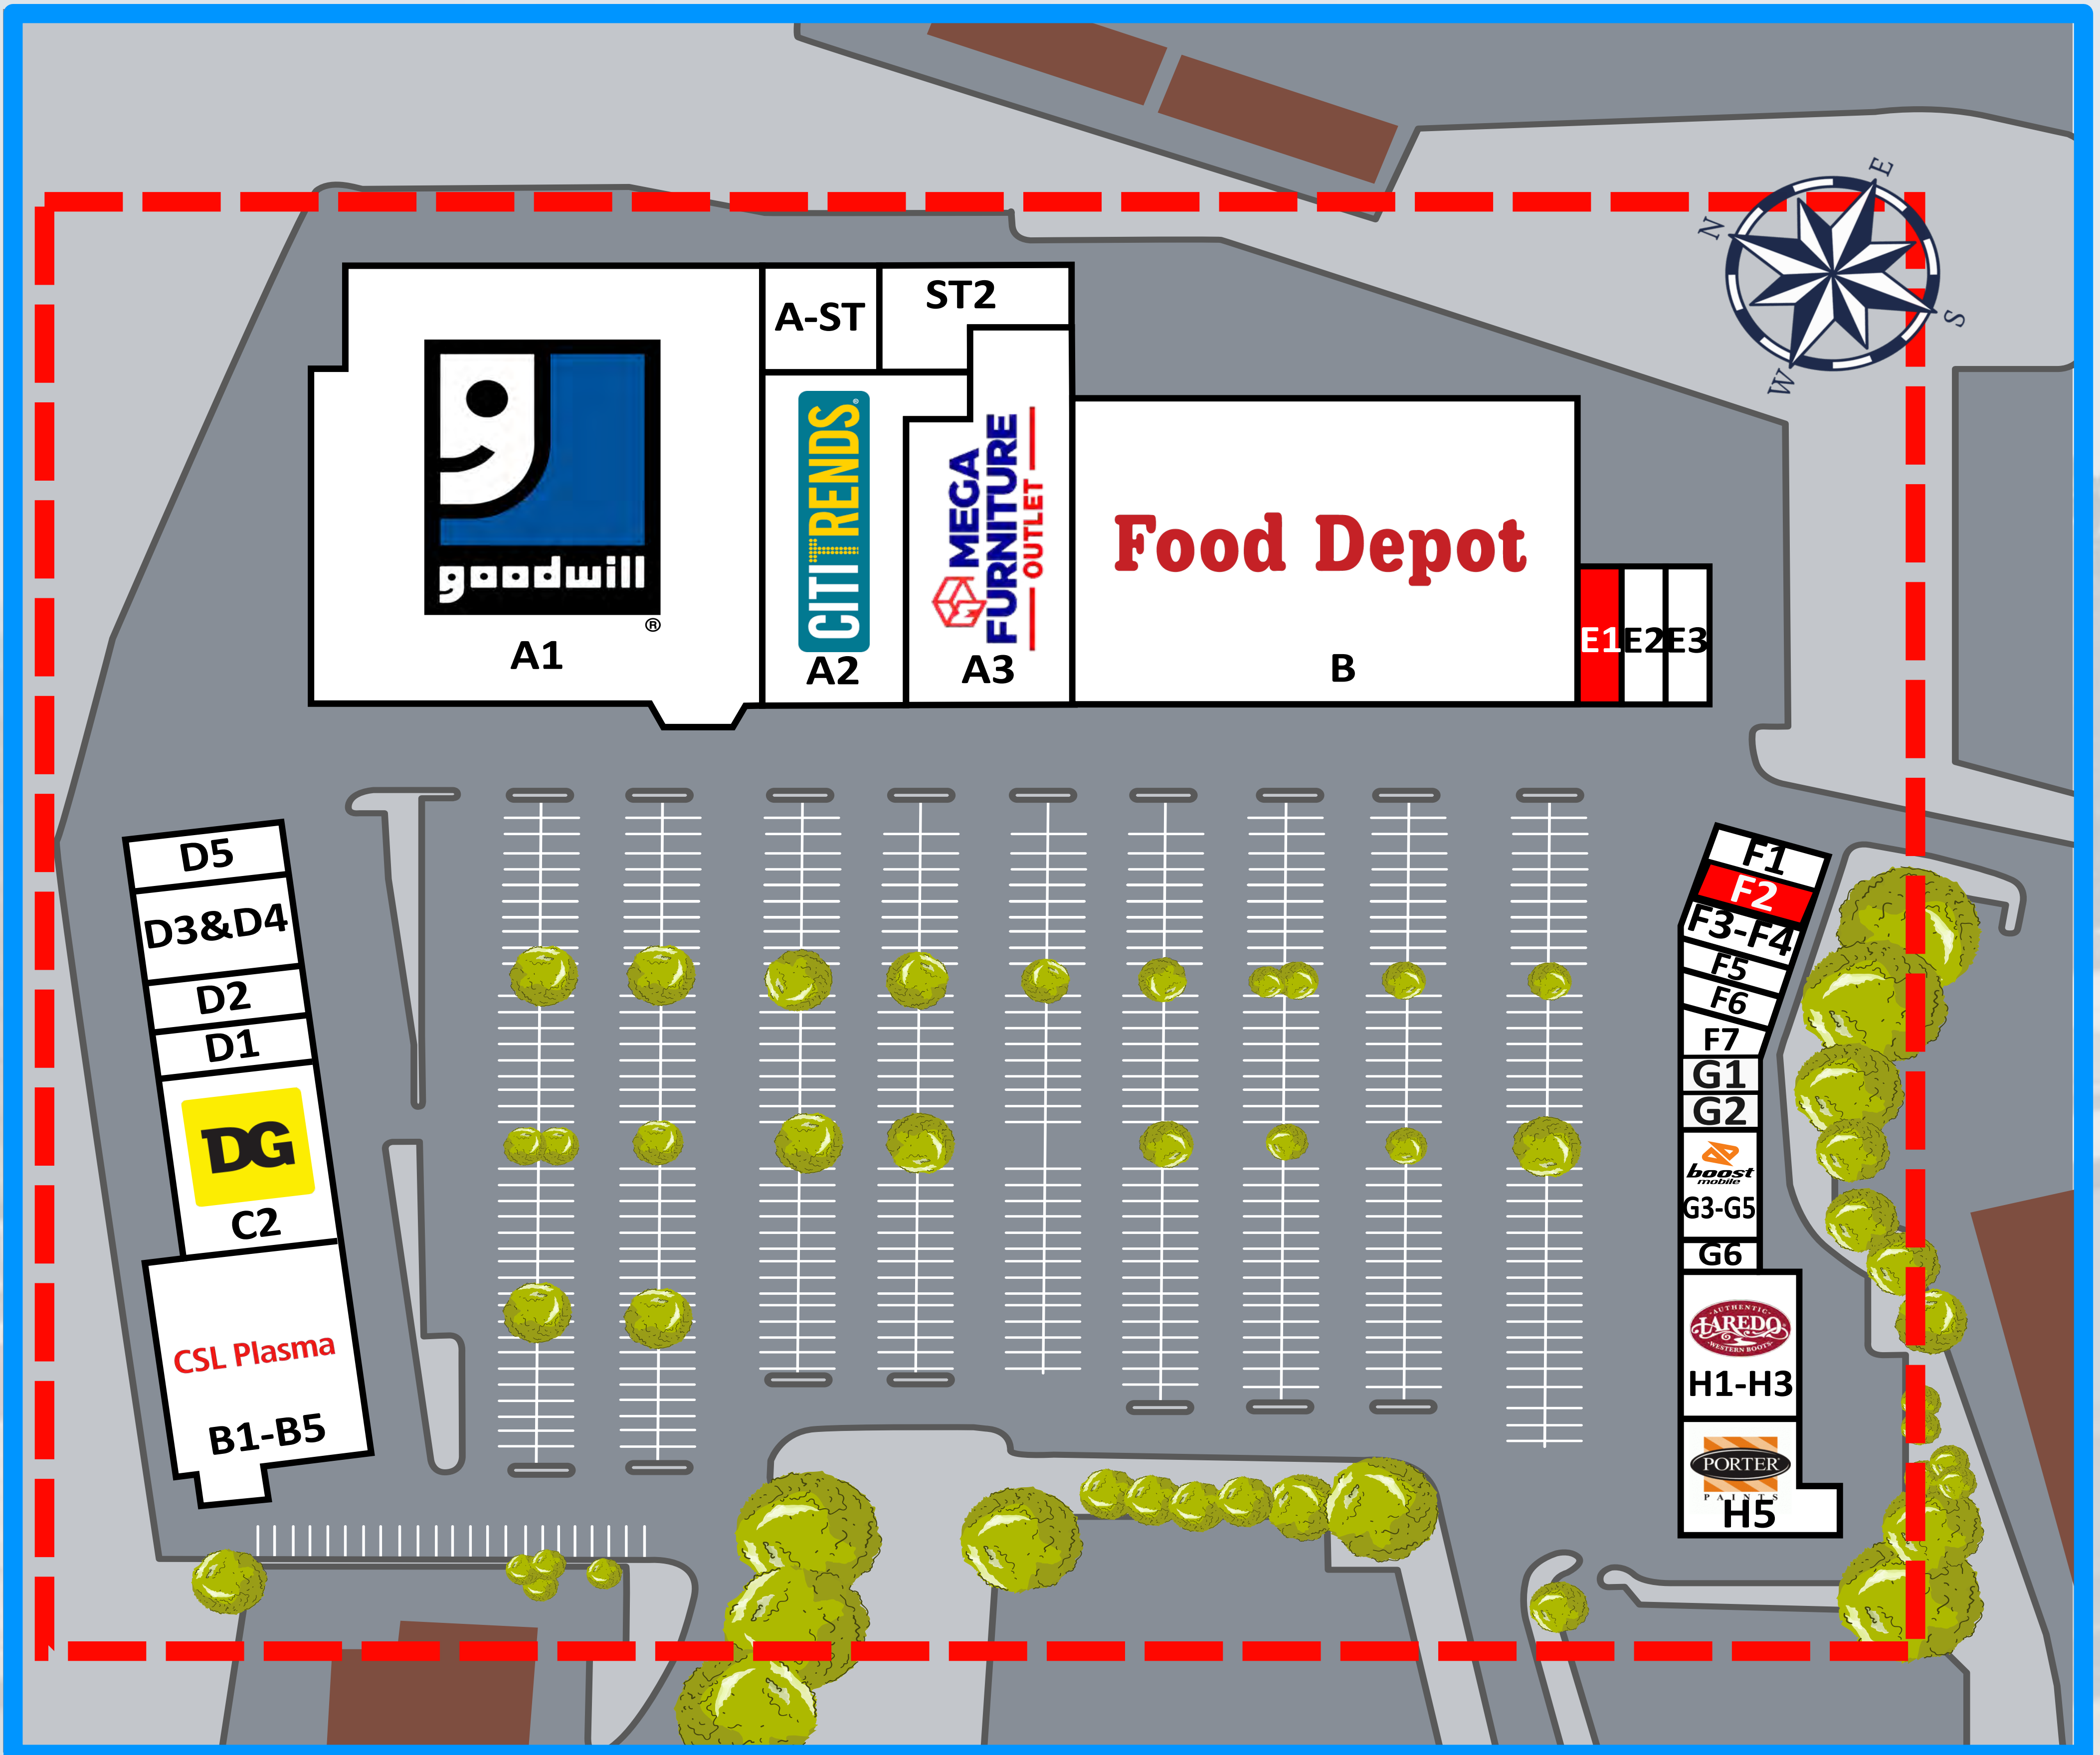 E
N
S
W
A-ST
ST2
goodwill
®
A1
CITITRENDS®
A2
MEGA
FURNITURE
OUTLET
A3
Food Depot
B
E1
E2
E3
D5
D3&D4
D2
D1
DG
C2
CSL Plasma
B1-B5
F1
F2
F3-F4
F5
F6
F7
G1
G2
boost
mobile
G3-G5
G6
AUTHENTIC
LAREDO
WESTERN BOOTS
H1-H3
PORTER
PAINTS
H5